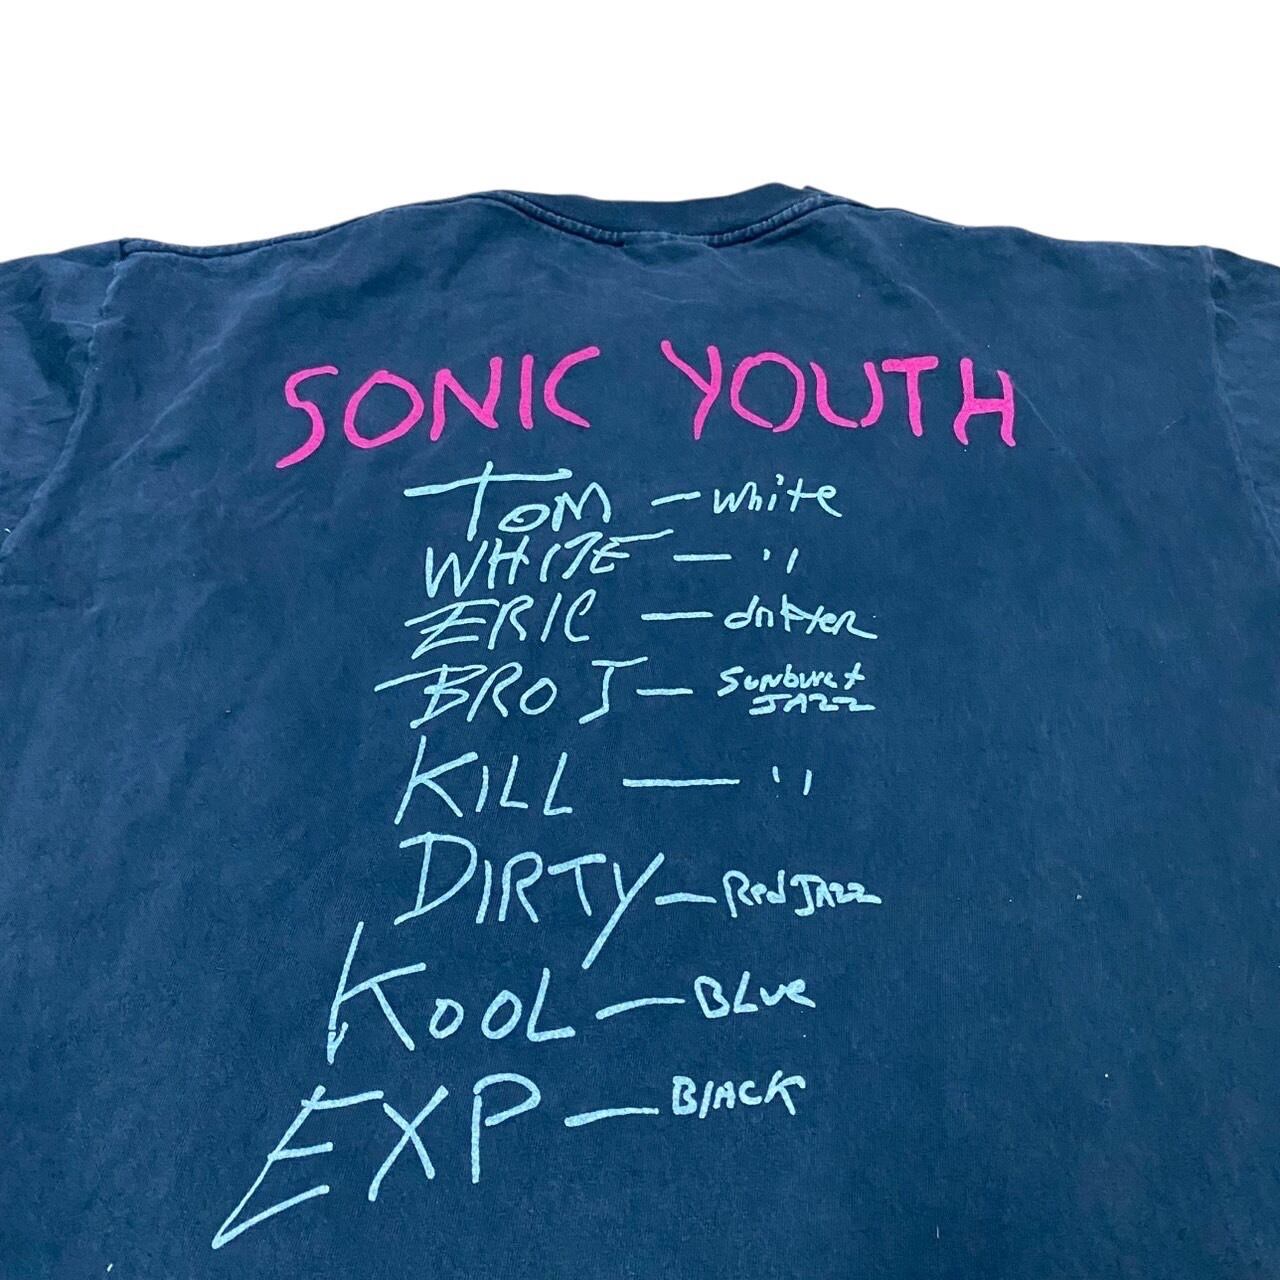 SONIC YOUTH
TOM — white
WHITE — "
ERIC — drifter
BRO J — Sunburst
JAZZ
KILL — "
DIRTY — Red JAZZ
KOOL — BLue
EXP — BlACK